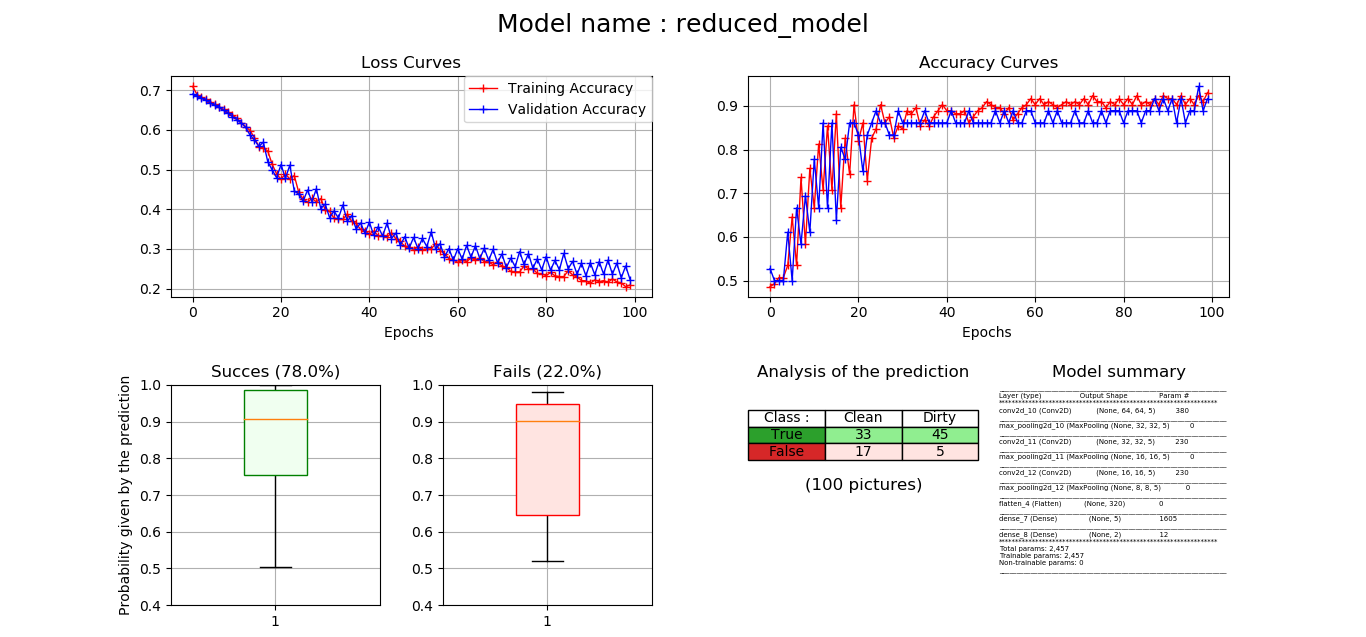 Model name : reduced_model
Loss Curves
0.7
0.6
0.5
0.4
0.3
0.2
0 20 40 60 80 100
Epochs
Training Accuracy
Validation Accuracy
Accuracy Curves
0.9
0.8
0.7
0.6
0.5
0 20 40 60 80 100
Epochs
Succes (78.0%)
Probability given by the prediction
1.0
0.9
0.8
0.7
0.6
0.5
0.4
1
Fails (22.0%)
1.0
0.9
0.8
0.7
0.6
0.5
0.4
1
Analysis of the prediction
Class : Clean Dirty
True 33 45
False 17 5
(100 pictures)
Model summary
Layer (type) Output Shape Param #
conv2d_10 (Conv2D) (None, 64, 64, 5) 380
max_pooling2d_10 (MaxPooling (None, 32, 32, 5) 0
conv2d_11 (Conv2D) (None, 32, 32, 5) 230
max_pooling2d_11 (MaxPooling (None, 16, 16, 5) 0
conv2d_12 (Conv2D) (None, 16, 16, 5) 230
max_pooling2d_12 (MaxPooling (None, 8, 8, 5) 0
flatten_4 (Flatten) (None, 320) 0
dense_7 (Dense) (None, 5) 1605
dense_8 (Dense) (None, 2) 12
Total params: 2,457
Trainable params: 2,457
Non-trainable params: 0